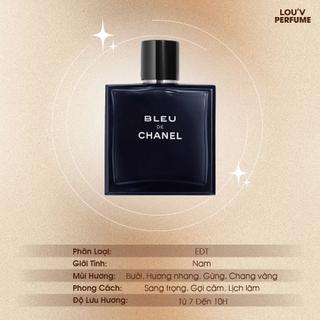 LOU'V
PERFUME
BLEU
DE
CHANEL
Phân Loại: EDT
Giới Tính: Nam
Mùi Hương: Bưởi, Hương nhang, Gừng, Chang vàng
Phong Cách: Sang trọng, Gợi cảm, Lịch lãm
Độ Lưu Hương: Từ 7 Đến 10H